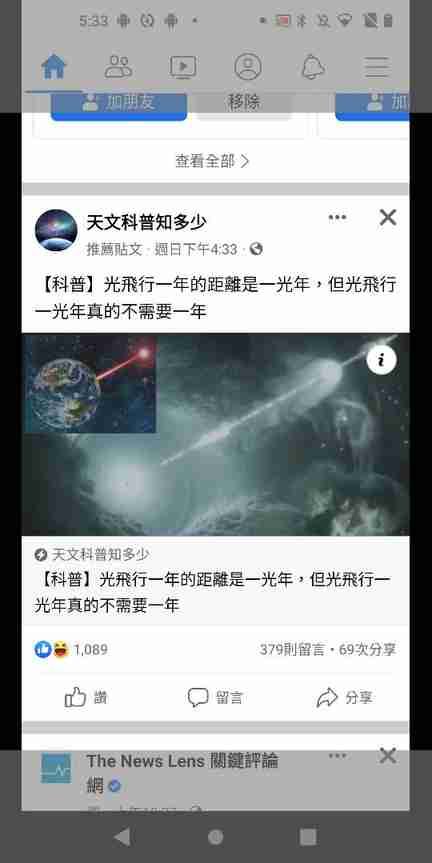 5:33
加朋友
移除
加
查看全部
天文科普知多少
推薦貼文 · 週日下午4:33 ·
【科普】光飛行一年的距離是一光年，但光飛行
一光年真的不需要一年
i
天文科普知多少
【科普】光飛行一年的距離是一光年，但光飛行一
光年真的不需要一年
1,089
379則留言 · 69次分享
讚
留言
分享
The News Lens 關鍵評論
網